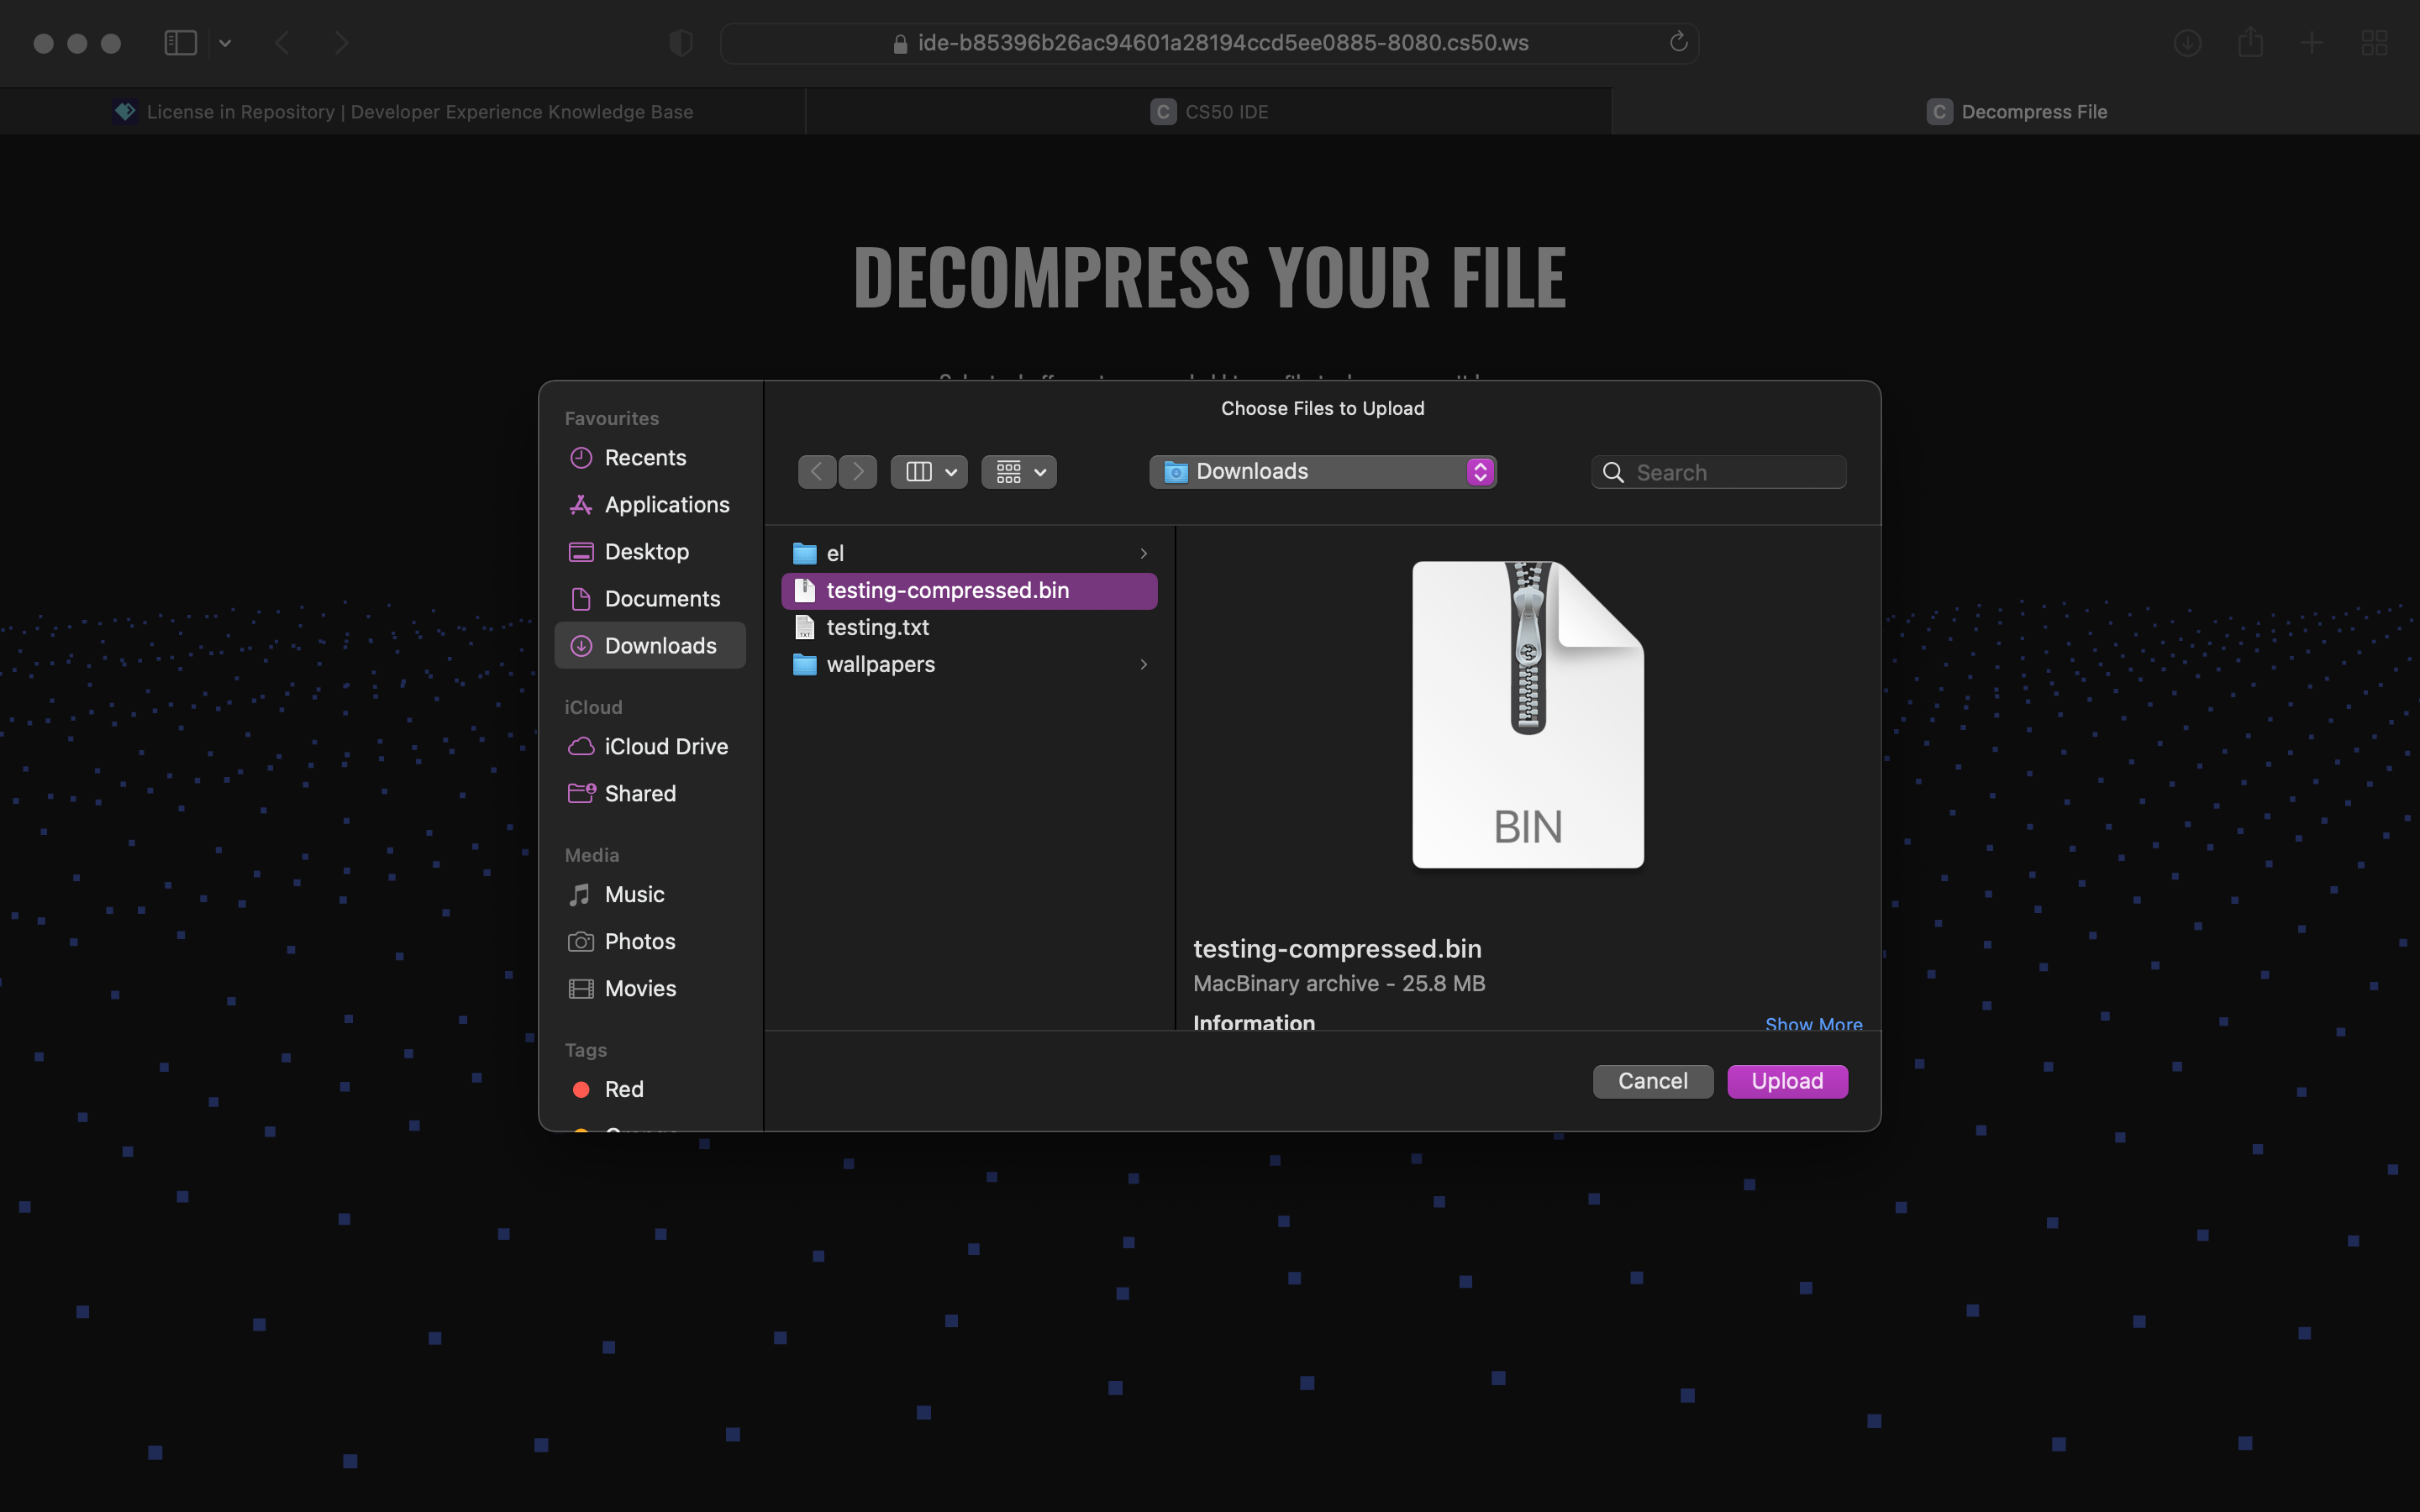 ide-b85396b26ac94601a28194ccd5ee0885-8080.cs50.ws
License in Repository | Developer Experience Knowledge Base
C CS50 IDE
C Decompress File
DECOMPRESS YOUR FILE
Choose Files to Upload
Favourites
Recents
Applications
Desktop
Documents
Downloads
iCloud
iCloud Drive
Shared
Media
Music
Photos
Movies
Tags
Red
Downloads
Search
el
testing-compressed.bin
TXT testing.txt
wallpapers
BIN
testing-compressed.bin
MacBinary archive - 25.8 MB
Information
Show More
Cancel
Upload